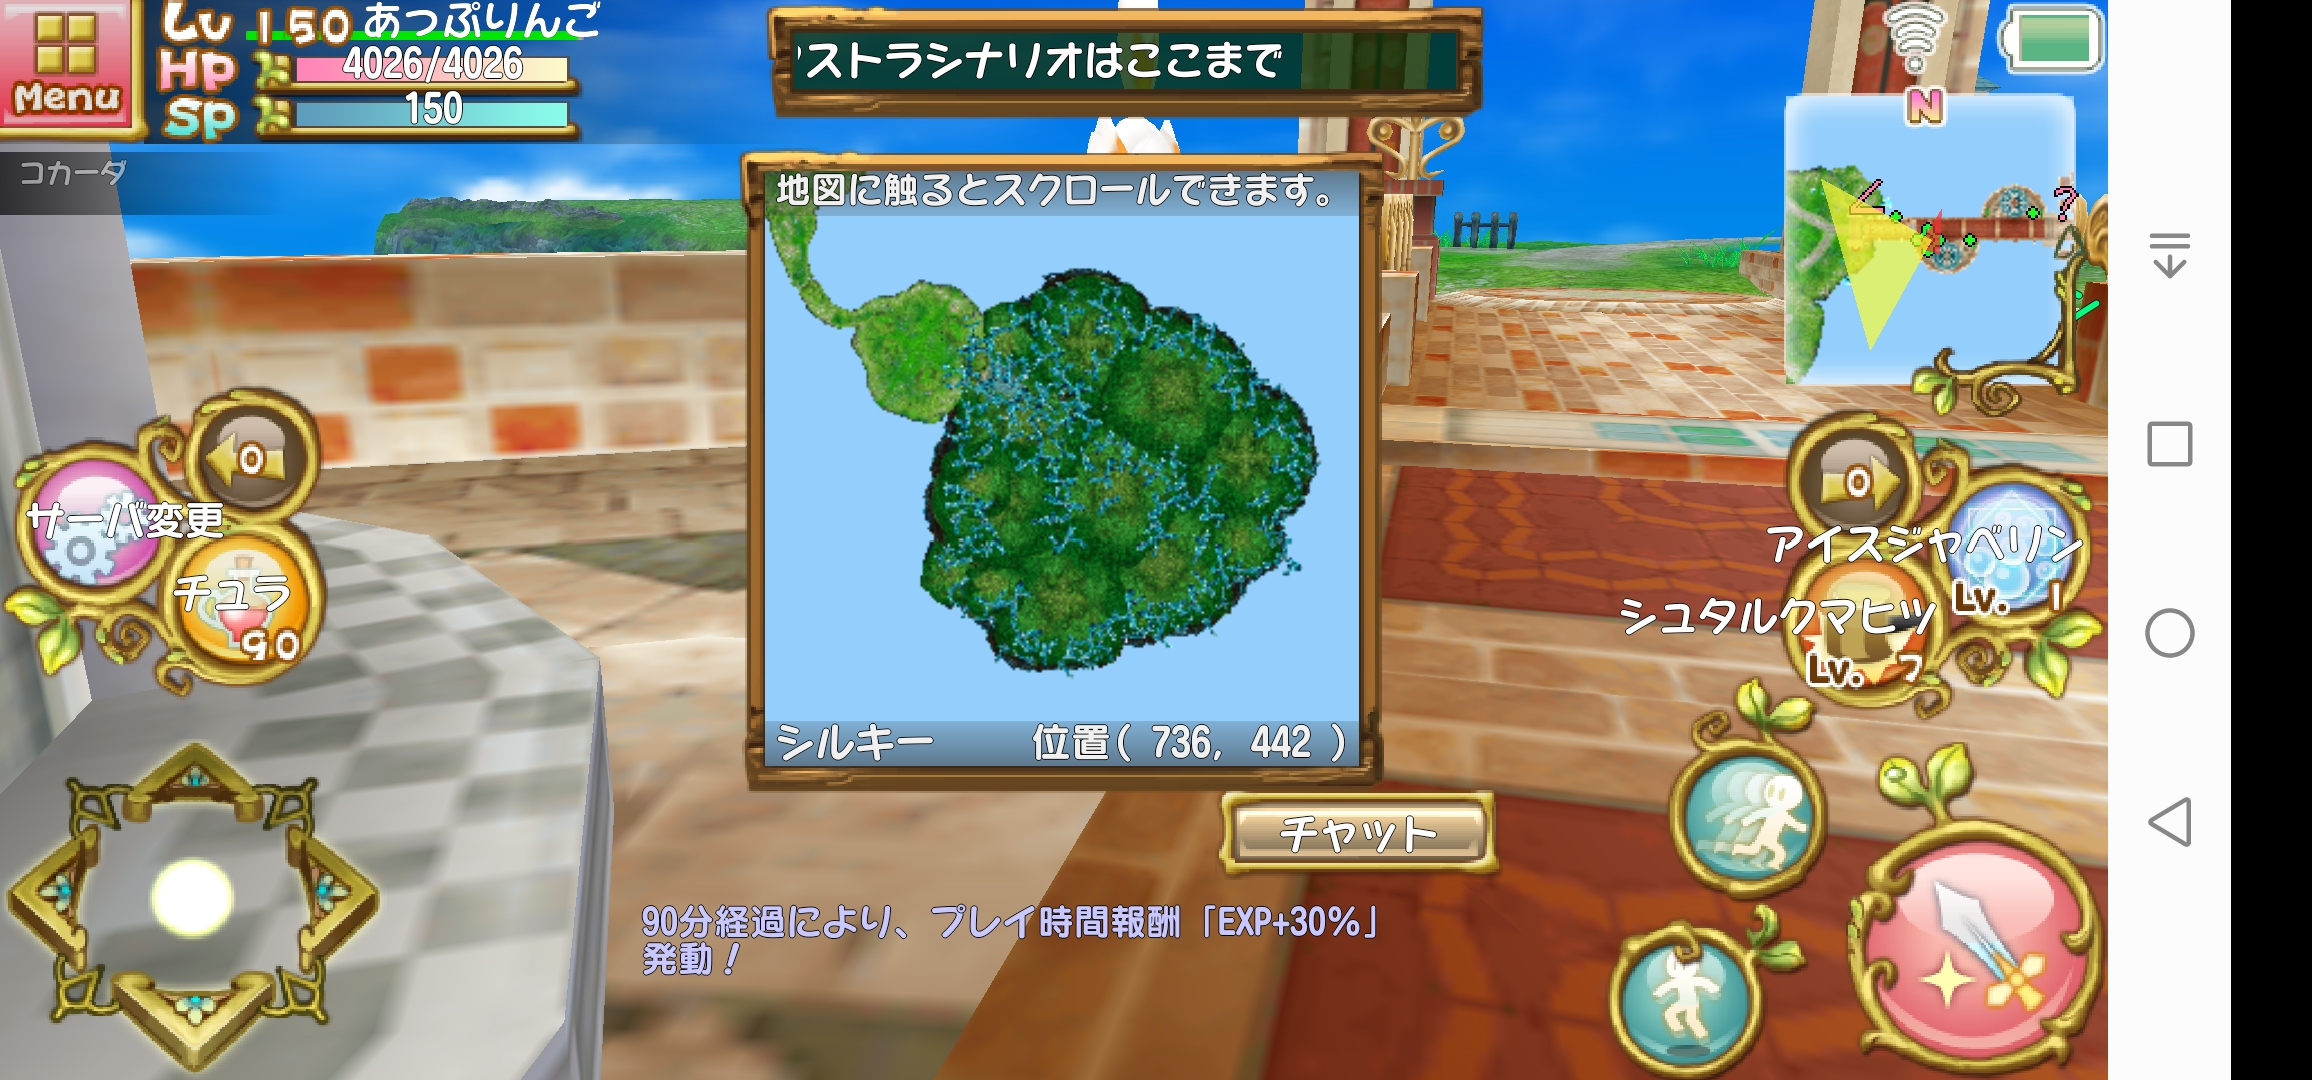 Lv 150 あっぷりんご
HP 4026/4026
Menu
Sp 150
コカーダ
ストラシナリオはここまで
N
?
地図に触るとスクロールできます。
0
サーバ変更
チュラ
90
0
アイスジャベリン
Lv. 1
シュタルクマヒツ
Lv. 7
シルキー 位置( 736, 442 )
チャット
90分経過により、プレイ時間報酬「EXP+30%」
発動！